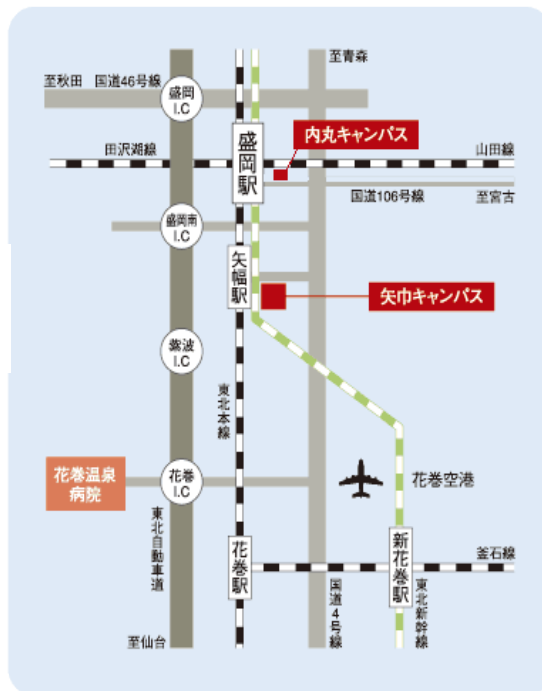 至青森
至秋田 国道46号線
盛岡
I.C
内丸キャンパス
盛岡駅
田沢湖線
山田線
国道106号線
至宮古
盛岡南
I.C
矢幅駅
矢巾キャンパス
紫波
I.C
東北本線
花巻温泉
病院
花巻
I.C
花巻空港
東北自動車道
花巻駅
新花巻駅
釜石線
国道4号線
東北新幹線
至仙台